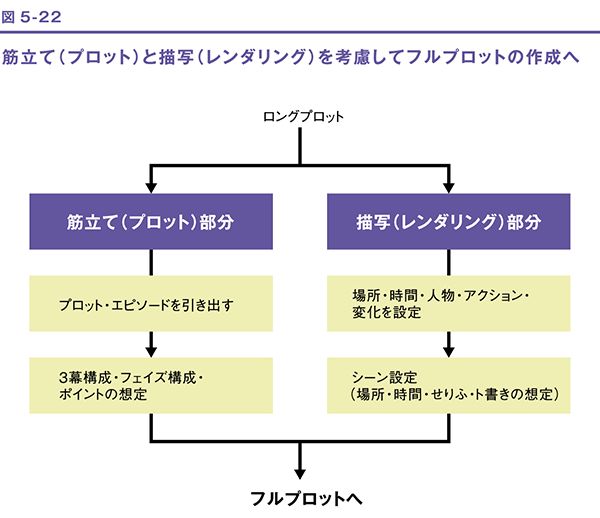 図 5-22
筋立て（プロット）と描写（レンダリング）を考慮してフルプロットの作成へ
ロングプロット
筋立て（プロット）部分
描写（レンダリング）部分
プロット・エピソードを引き出す
場所・時間・人物・アクション・
変化を設定
3幕構成・フェイズ構成・
ポイントの想定
シーン設定
（場所・時間・せりふ・ト書きの想定）
フルプロットへ